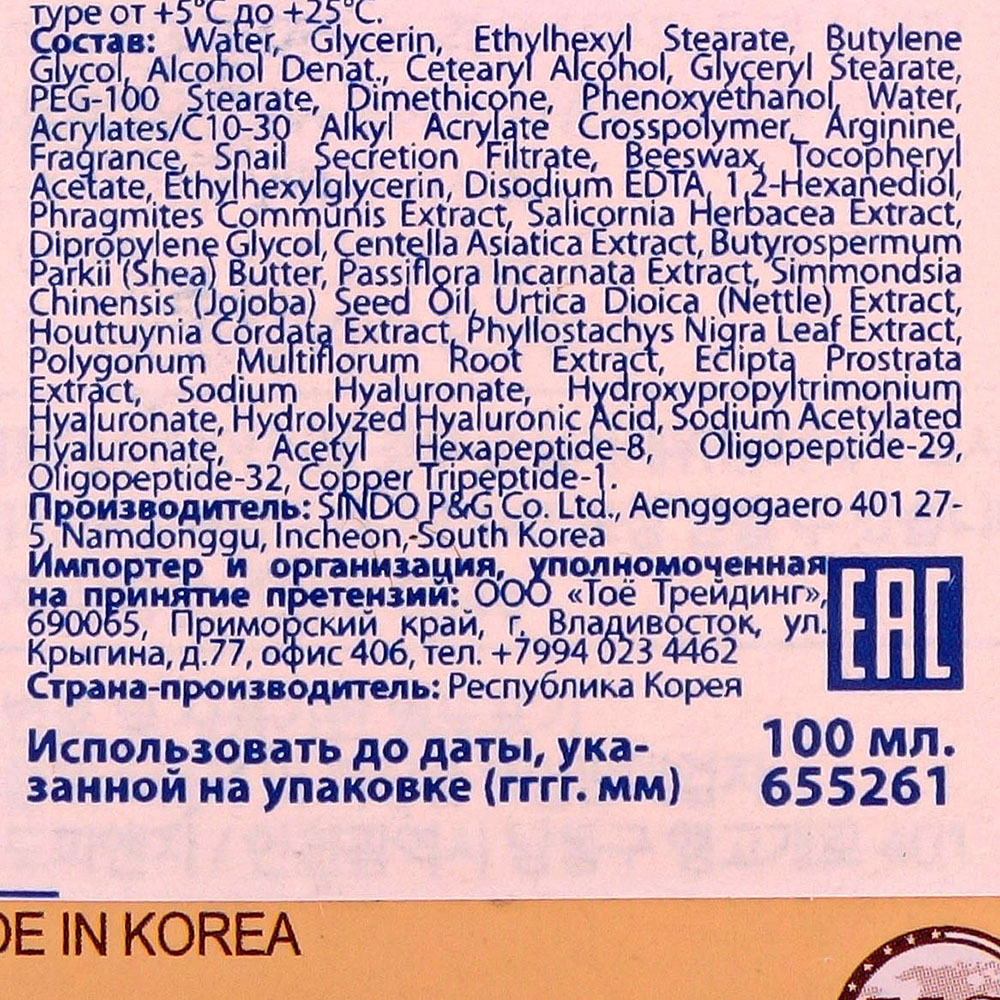 туре от +5°C до +25°C.
Состав: Water, Glycerin, Ethylhexyl Stearate, Butylene
Glycol, Alcohol Denat., Cetearyl Alcohol, Glyceryl Stearate,
PEG-100 Stearate, Dimethicone, Phenoxyethanol, Water,
Acrylates/C10-30 Alkyl Acrylate Crosspolymer, Arginine,
Fragrance, Snail Secretion Filtrate, Beeswax, Tocopheryl
Acetate, Ethylhexylglycerin, Disodium EDTA, 1,2-Hexanediol,
Phragmites Communis Extract, Salicornia Herbacea Extract,
Dipropylene Glycol, Centella Asiatica Extract, Butyrospermum
Parkii (Shea) Butter, Passiflora Incarnata Extract, Simmondsia
Chinensis (Jojoba) Seed Oil, Urtica Dioica (Nettle) Extract,
Houttuynia Cordata Extract, Phyllostachys Nigra Leaf Extract,
Polygonum Multiflorum Root Extract, Eclipta Prostrata
Extract, Sodium Hyaluronate, Hydroxypropyltrimonium
Hyaluronate, Hydrolyzed Hyaluronic Acid, Sodium Acetylated
Hyaluronate, Acetyl Hexapeptide-8, Oligopeptide-29,
Oligopeptide-32, Copper Tripeptide-1.
Производитель: SINDO P&G Co. Ltd., Aenggogaero 401 27-
5, Namdonggu, Incheon, South Korea
Импортер и организация, уполномоченная
на принятие претензий: ООО «Тоё Трейдинг»,
690065, Приморский край, г. Владивосток, ул.
Крыгина, д.77, офис 406, тел. +7994 023 4462
EAC
Страна-производитель: Республика Корея
Использовать до даты, ука-
занной на упаковке (гггг. мм)
100 мл.
655261
DE IN KOREA